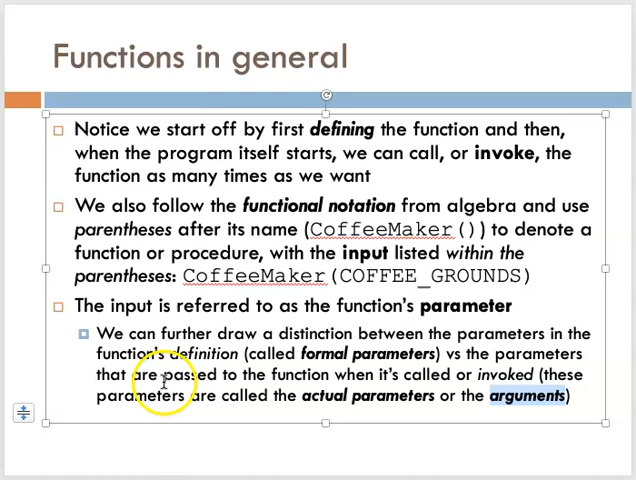 Functions in general
Notice we start off by first defining the function and then,
when the program itself starts, we can call, or invoke, the
function as many times as we want
We also follow the functional notation from algebra and use
parentheses after its name (CoffeeMaker()) to denote a
function or procedure, with the input listed within the
parentheses: CoffeeMaker(COFFEE_GROUNDS)
The input is referred to as the function's parameter
We can further draw a distinction between the parameters in the
function's definition (called formal parameters) vs the parameters
that are passed to the function when it's called or invoked (these
parameters are called the actual parameters or the arguments)